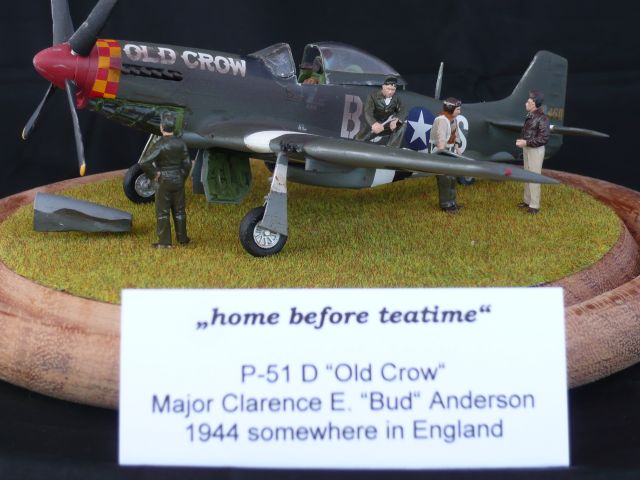 OLD CROW
B
S
„home before teatime“
P-51 D “Old Crow“
Major Clarence E. “Bud“ Anderson
1944 somewhere in England